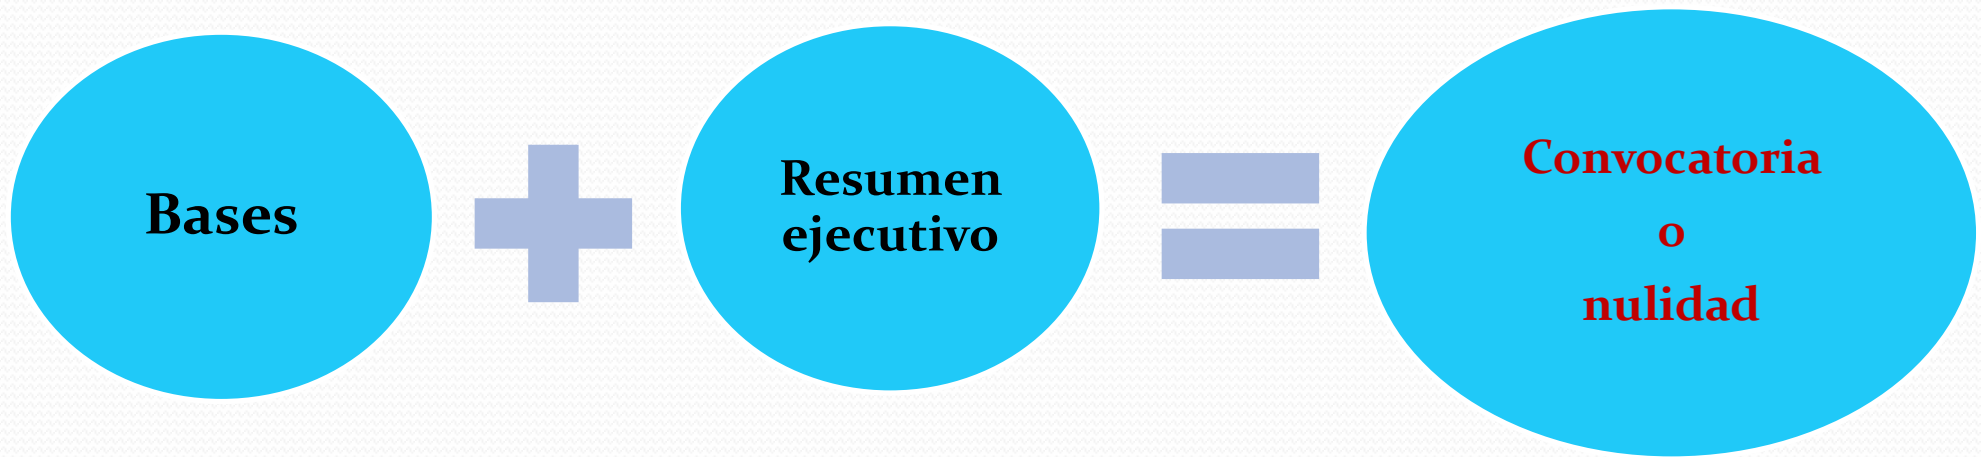 Bases
Resumen
ejecutivo
Convocatoria
o
nulidad